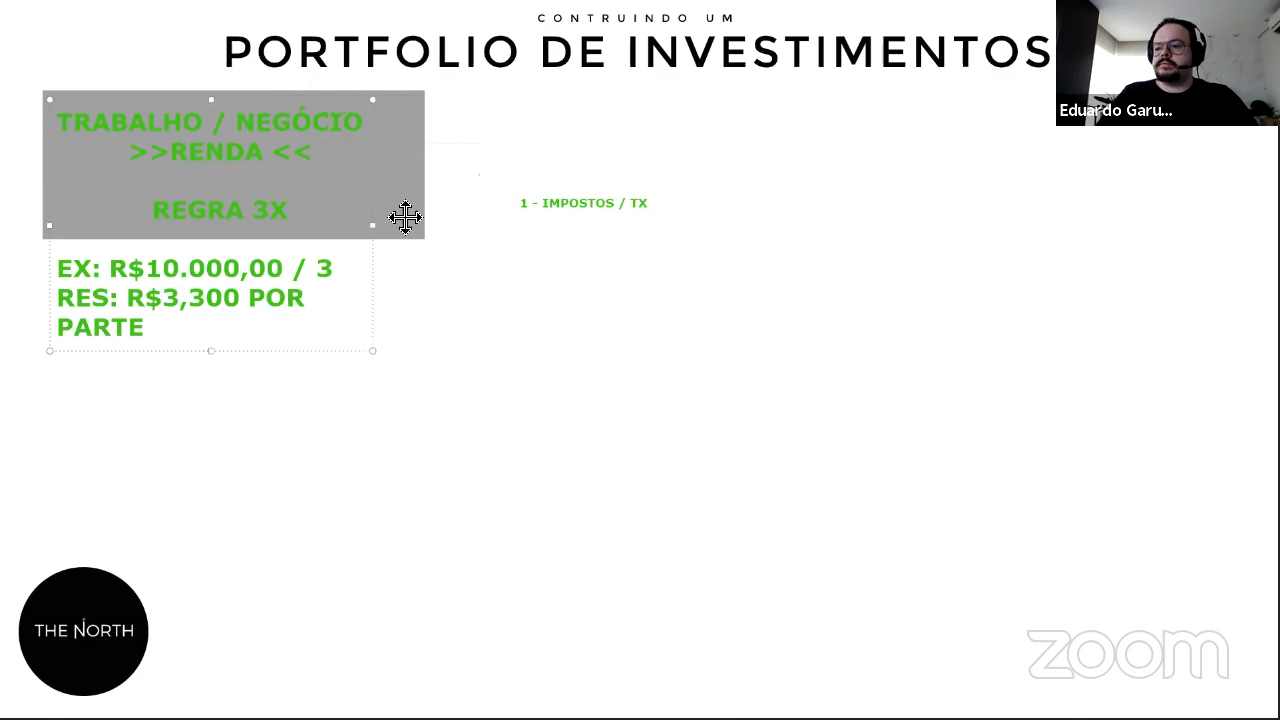 CONTRUINDO UM
PORTFOLIO DE INVESTIMENTOS
Eduardo Garu...
TRABALHO / NEGÓCIO
>>RENDA <<
REGRA 3X
1 - IMPOSTOS / TX
EX: R$10.000,00 / 3
RES: R$3,300 POR
PARTE
THE NORTH
zoom